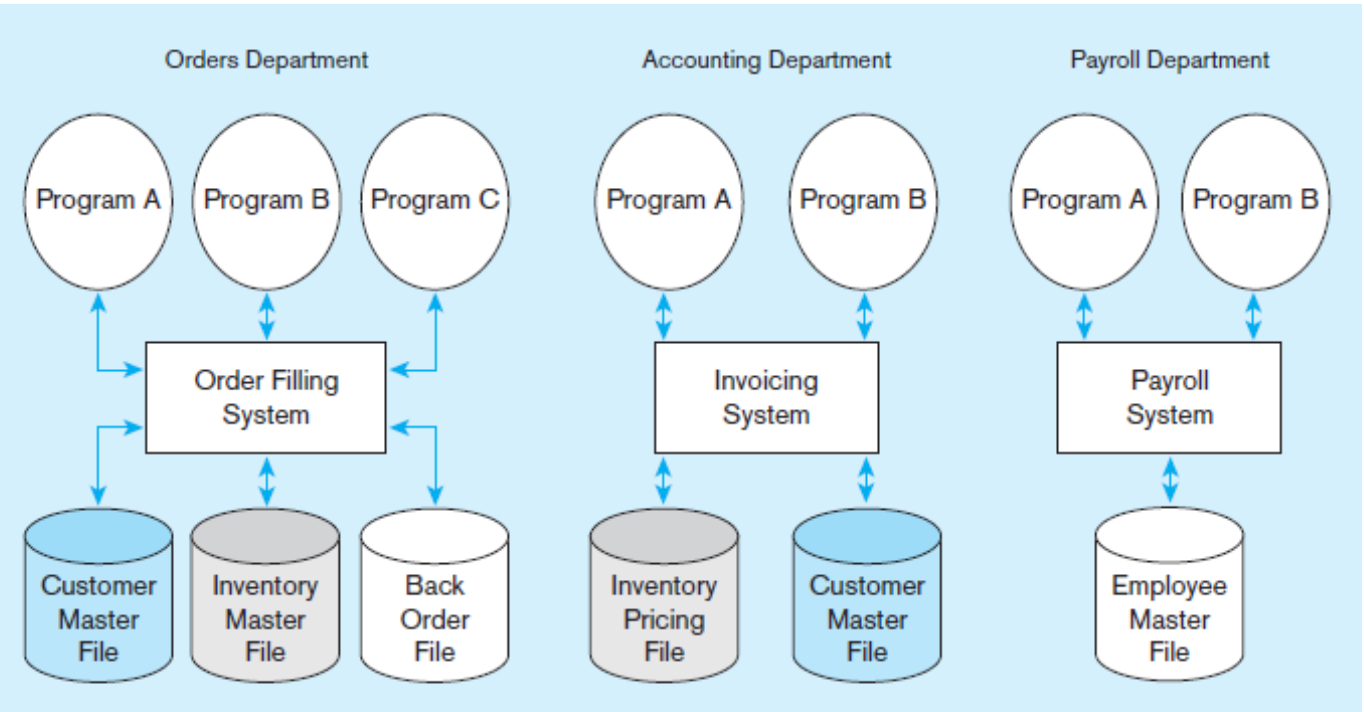 Orders Department
Accounting Department
Payroll Department
Program A
Program B
Program C
Program A
Program B
Program A
Program B
Order Filling
System
Invoicing
System
Payroll
System
Customer
Master
File
Inventory
Master
File
Back
Order
File
Inventory
Pricing
File
Customer
Master
File
Employee
Master
File